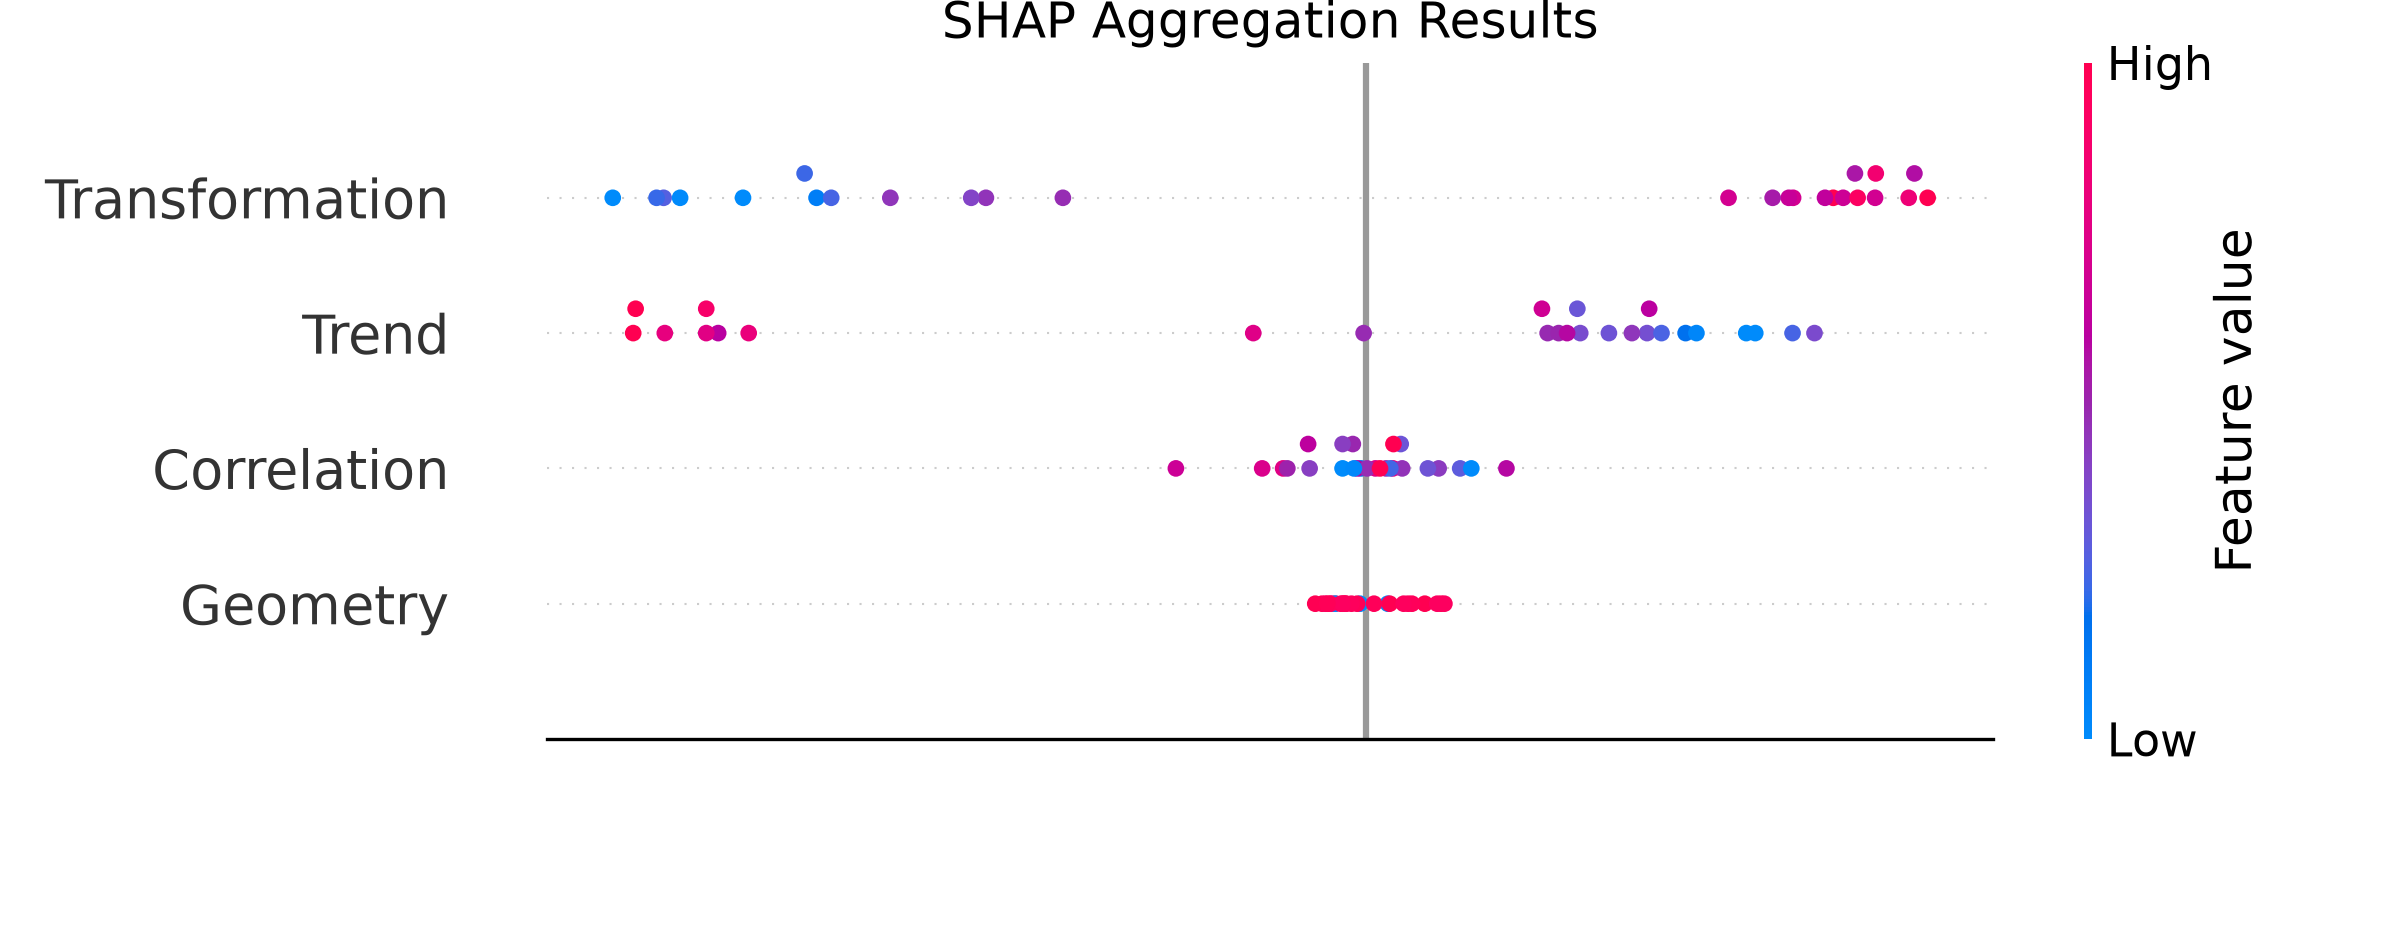 SHAP Aggregation Results
High
Transformation
Trend
Correlation
Geometry
Feature value
Low